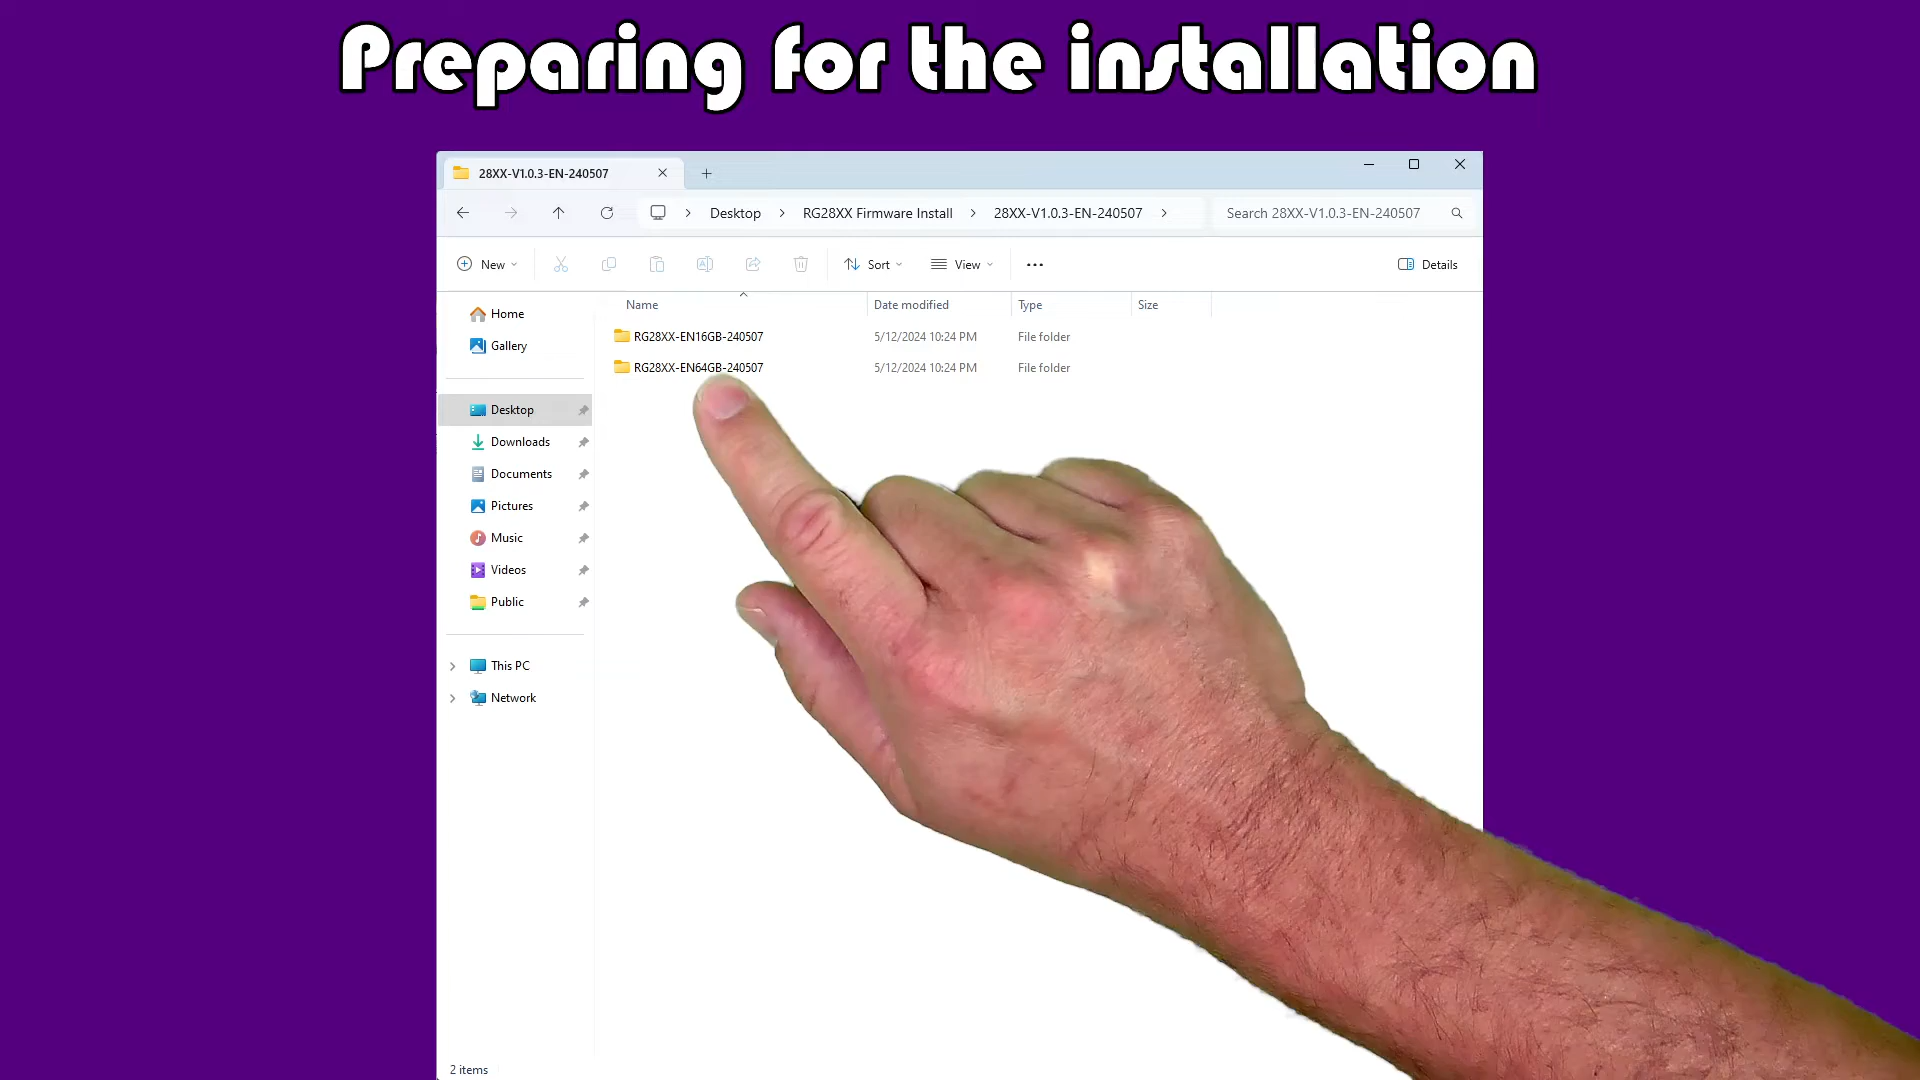 Preparing for the installation
28XX-V1.0.3-EN-240507
Desktop
RG28XX Firmware Install
28XX-V1.0.3-EN-240507
Search 28XX-V1.0.3-EN-240507
New
Sort
View
Details
Name
Date modified
Type
Size
Home
RG28XX-EN16GB-240507
5/12/2024 10:24 PM
File folder
Gallery
RG28XX-EN64GB-240507
5/12/2024 10:24 PM
File folder
Desktop
Downloads
Documents
Pictures
Music
Videos
Public
This PC
Network
2 items